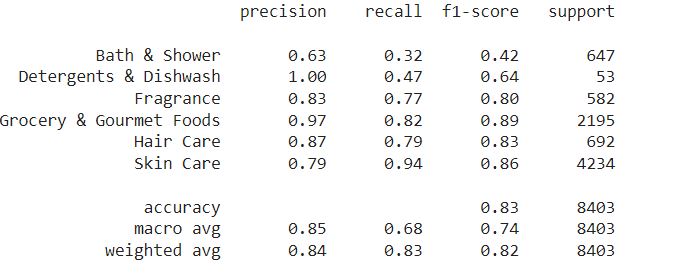 precision recall f1-score support
Bath & Shower 0.63 0.32 0.42 647
Detergents & Dishwash 1.00 0.47 0.64 53
Fragrance 0.83 0.77 0.80 582
Grocery & Gourmet Foods 0.97 0.82 0.89 2195
Hair Care 0.87 0.79 0.83 692
Skin Care 0.79 0.94 0.86 4234
accuracy 0.83 8403
macro avg 0.85 0.68 0.74 8403
weighted avg 0.84 0.83 0.82 8403